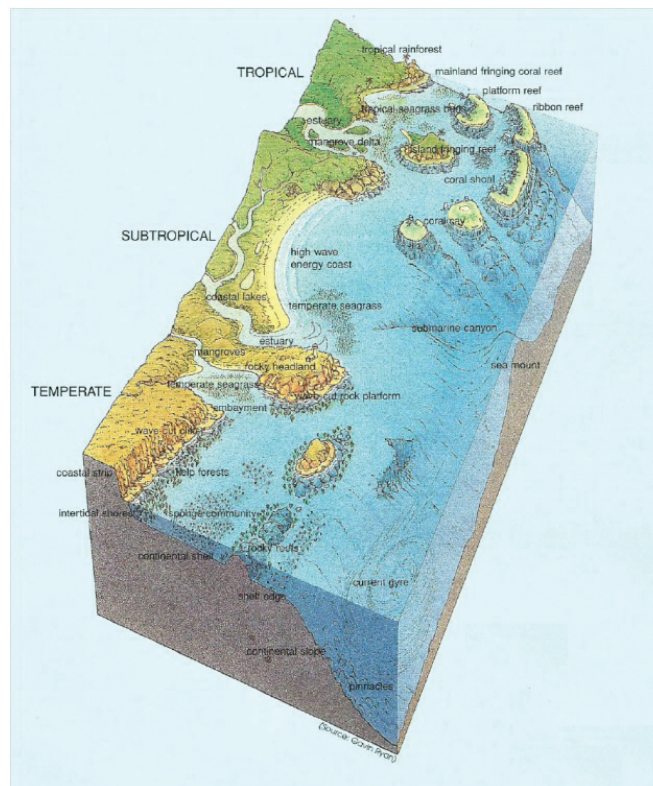 tropical rainforest
TROPICAL
mainland fringing coral reef
platform reef
ribbon reef
tropical seagrass bed
estuary
mangrove delta
island fringing reef
coral shoal
SUBTROPICAL
coral cay
high wave
energy coast
coastal lakes
temperate seagrass
submarine canyon
estuary
mangroves
rocky headland
sea mount
TEMPERATE
temperate seagrass
wave cut rock platform
embayment
wave cut cliff
coastal strip
kelp forests
intertidal shores
sponge community
continental shelf
rocky reefs
current gyre
shelf edge
continental slope
pinnacles
(Source: Gavin Ryan)